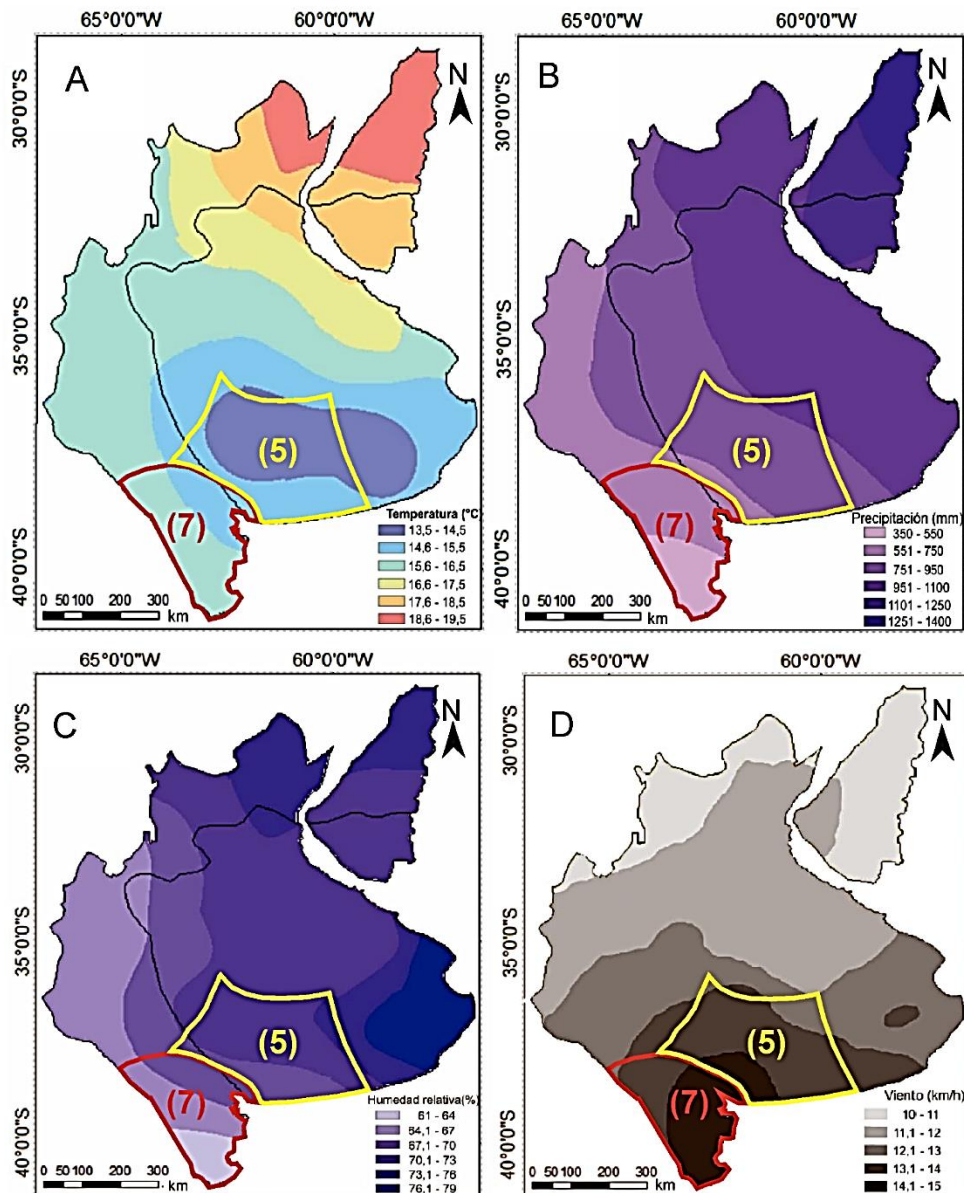 65°0'0"W 60°0'0"W
A
N
30°0'0"S
35°0'0"S
40°0'0"S
(5)
(7)
Temperatura (°C)
13,5 - 14,5
14,6 - 15,5
15,6 - 16,5
16,6 - 17,5
17,6 - 18,5
18,6 - 19,5
0 50 100 200 300
km
65°0'0"W 60°0'0"W
B
N
30°0'0"S
35°0'0"S
40°0'0"S
(5)
(7)
Precipitación (mm)
350 - 550
551 - 750
751 - 950
951 - 1100
1101 - 1250
1251 - 1400
0 50 100 200 300
km
65°0'0"W 60°0'0"W
C
N
30°0'0"S
35°0'0"S
40°0'0"S
(5)
(7)
Humedad relativa(%)
61 - 64
64,1 - 67
67,1 - 70
70,1 - 73
73,1 - 76
76,1 - 79
0 50 100 200 300
km
65°0'0"W 60°0'0"W
D
N
30°0'0"S
35°0'0"S
40°0'0"S
(5)
(7)
Viento (km/h)
10 - 11
11,1 - 12
12,1 - 13
13,1 - 14
14,1 - 15
0 50 100 200 300
km